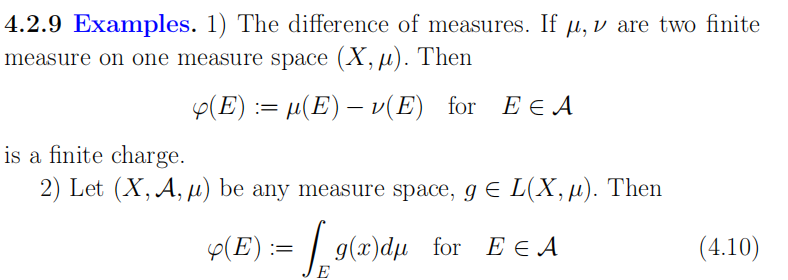 4.2.9 Examples. 1) The difference of measures. If μ, ν are two finite
measure on one measure space (X, μ). Then
φ(E) := μ(E) − ν(E) for E ∈ 𝒜
is a finite charge.
2) Let (X, 𝒜, μ) be any measure space, g ∈ L(X, μ). Then
φ(E) := ∫_E g(x)dμ for E ∈ 𝒜 (4.10)